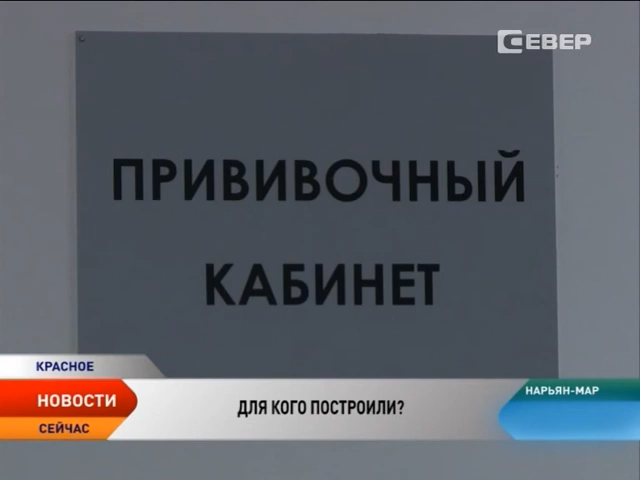 СЕВЕР
ПРИВИВОЧНЫЙ
КАБИНЕТ
КРАСНОЕ
НОВОСТИ
СЕЙЧАС
ДЛЯ КОГО ПОСТРОИЛИ?
НАРЬЯН-МАР